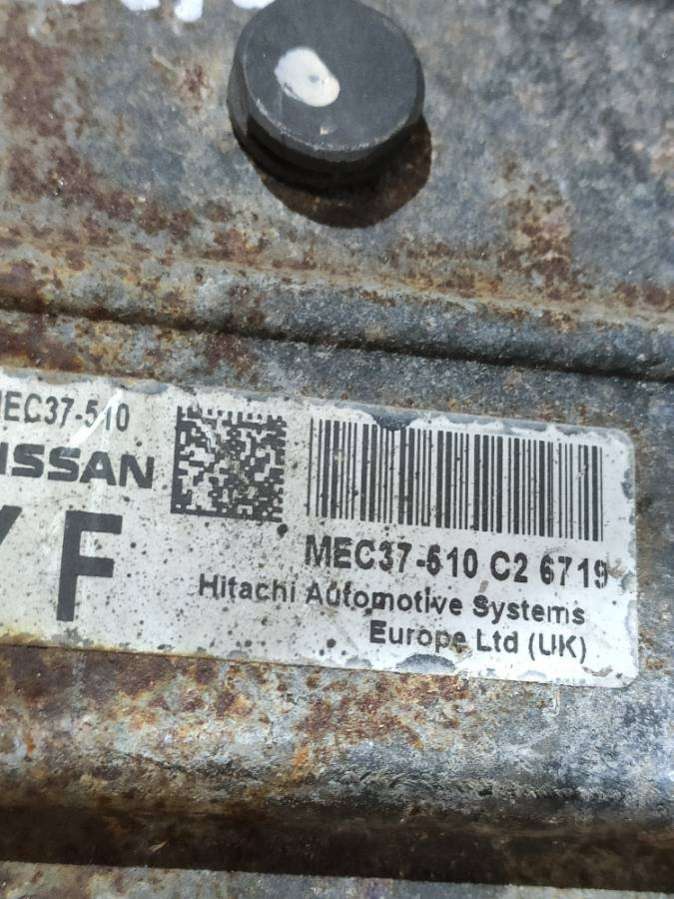 MEC37-510
NISSAN
F
MEC37-510 C2 6719
Hitachi Automotive Systems
Europe Ltd (UK)